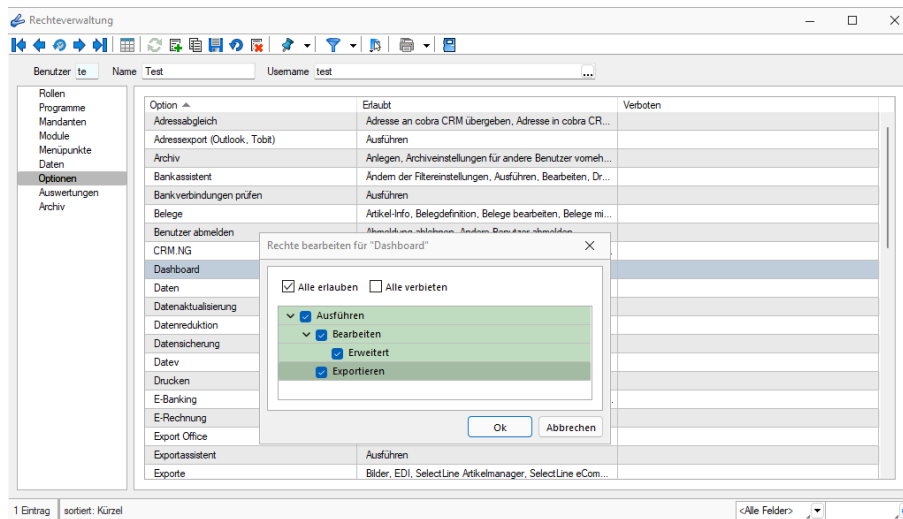 Rechteverwaltung
Benutzer te Name Test Username test ...
Rollen
Programme
Mandanten
Module
Menüpunkte
Daten
Optionen
Auswertungen
Archiv
Option Erlaubt Verboten
Adressabgleich Adresse an cobra CRM übergeben, Adresse in cobra CR...
Adressexport (Outlook, Tobit) Ausführen
Archiv Anlegen, Archiveinstellungen für andere Benutzer vorneh...
Bankassistent Ändern der Filtereinstellungen, Ausführen, Bearbeiten, Dr...
Bankverbindungen prüfen Ausführen
Belege Artikel-Info, Belegdefinition, Belege bearbeiten, Belege mi...
Benutzer abmelden Abmeldung ablehnen, Andere Benutzer abmelden
CRM.NG
Dashboard
Daten
Datenaktualisierung
Datenreduktion
Datensicherung
Datev
Drucken
E-Banking
E-Rechnung
Export Office
Exportassistent Ausführen
Exporte Bilder, EDI, SelectLine Artikelmanager, SelectLine eCom...
Rechte bearbeiten für "Dashboard"
Alle erlauben Alle verbieten
Ausführen
Bearbeiten
Erweitert
Exportieren
Ok Abbrechen
1 Eintrag sortiert: Kürzel <Alle Felder>